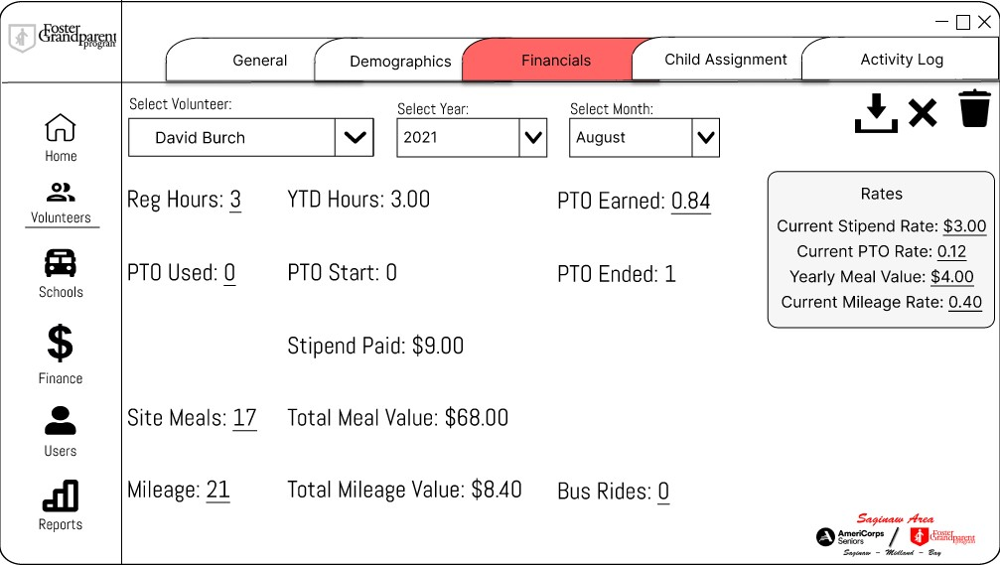 Foster
Grandparent
program
General
Demographics
Financials
Child Assignment
Activity Log
Select Volunteer:
David Burch
Select Year:
2021
Select Month:
August
Home
Volunteers
Schools
Finance
Users
Reports
Reg Hours: 3 YTD Hours: 3.00 PTO Earned: 0.84
PTO Used: 0 PTO Start: 0 PTO Ended: 1
Stipend Paid: $9.00
Site Meals: 17 Total Meal Value: $68.00
Mileage: 21 Total Mileage Value: $8.40 Bus Rides: 0
Rates
Current Stipend Rate: $3.00
Current PTO Rate: 0.12
Yearly Meal Value: $4.00
Current Mileage Rate: 0.40
Saginaw Area
AmeriCorps
Seniors
/
Foster
Grandparent
program
Saginaw - Midland - Bay